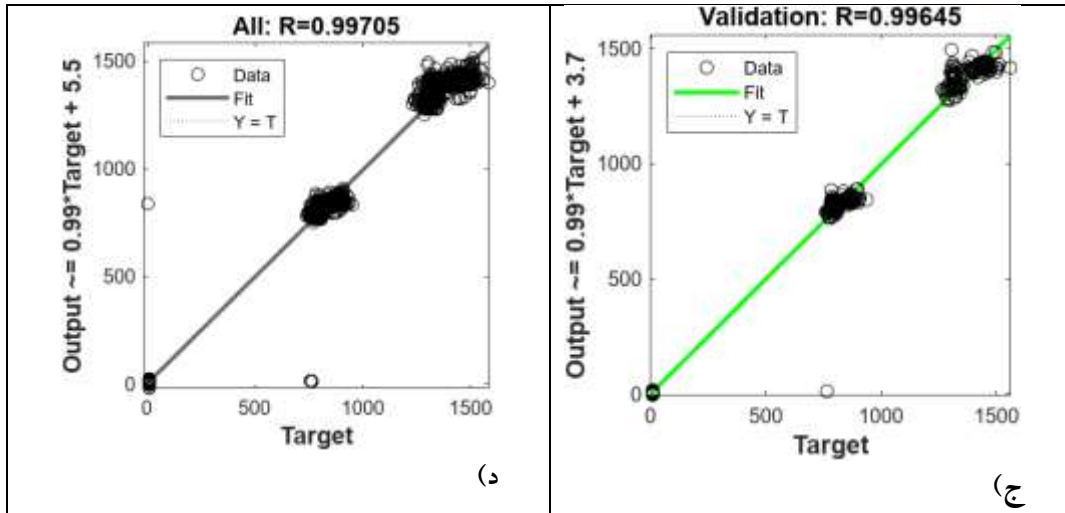 All: R=0.99705
Output ~= 0.99*Target + 5.5
1500
1000
500
0
Data
Fit
Y = T
0
500
1000
1500
Target
د)
Validation: R=0.99645
Output ~= 0.99*Target + 3.7
1500
1000
500
0
Data
Fit
Y = T
0
500
1000
1500
Target
ج)